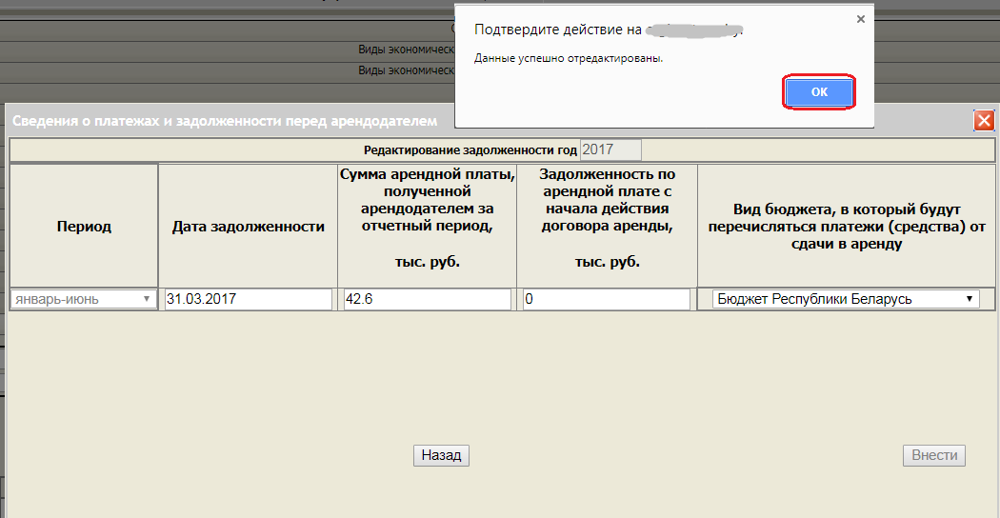 Виды экономическ
Виды экономическ
Подтвердите действие на
Данные успешно отредактированы.
ОК
Сведения о платежах и задолженности перед арендодателем
Редактирование задолженности год 2017
Период
Дата задолженности
Сумма арендной платы,
полученной
арендодателем за
отчетный период,
тыс. руб.
Задолженность по
арендной плате с
начала действия
договора аренды,
тыс. руб.
Вид бюджета, в который будут
перечисляться платежи (средства) от
сдачи в аренду
январь-июнь
31.03.2017
42.6
0
Бюджет Республики Беларусь
Назад
Внести